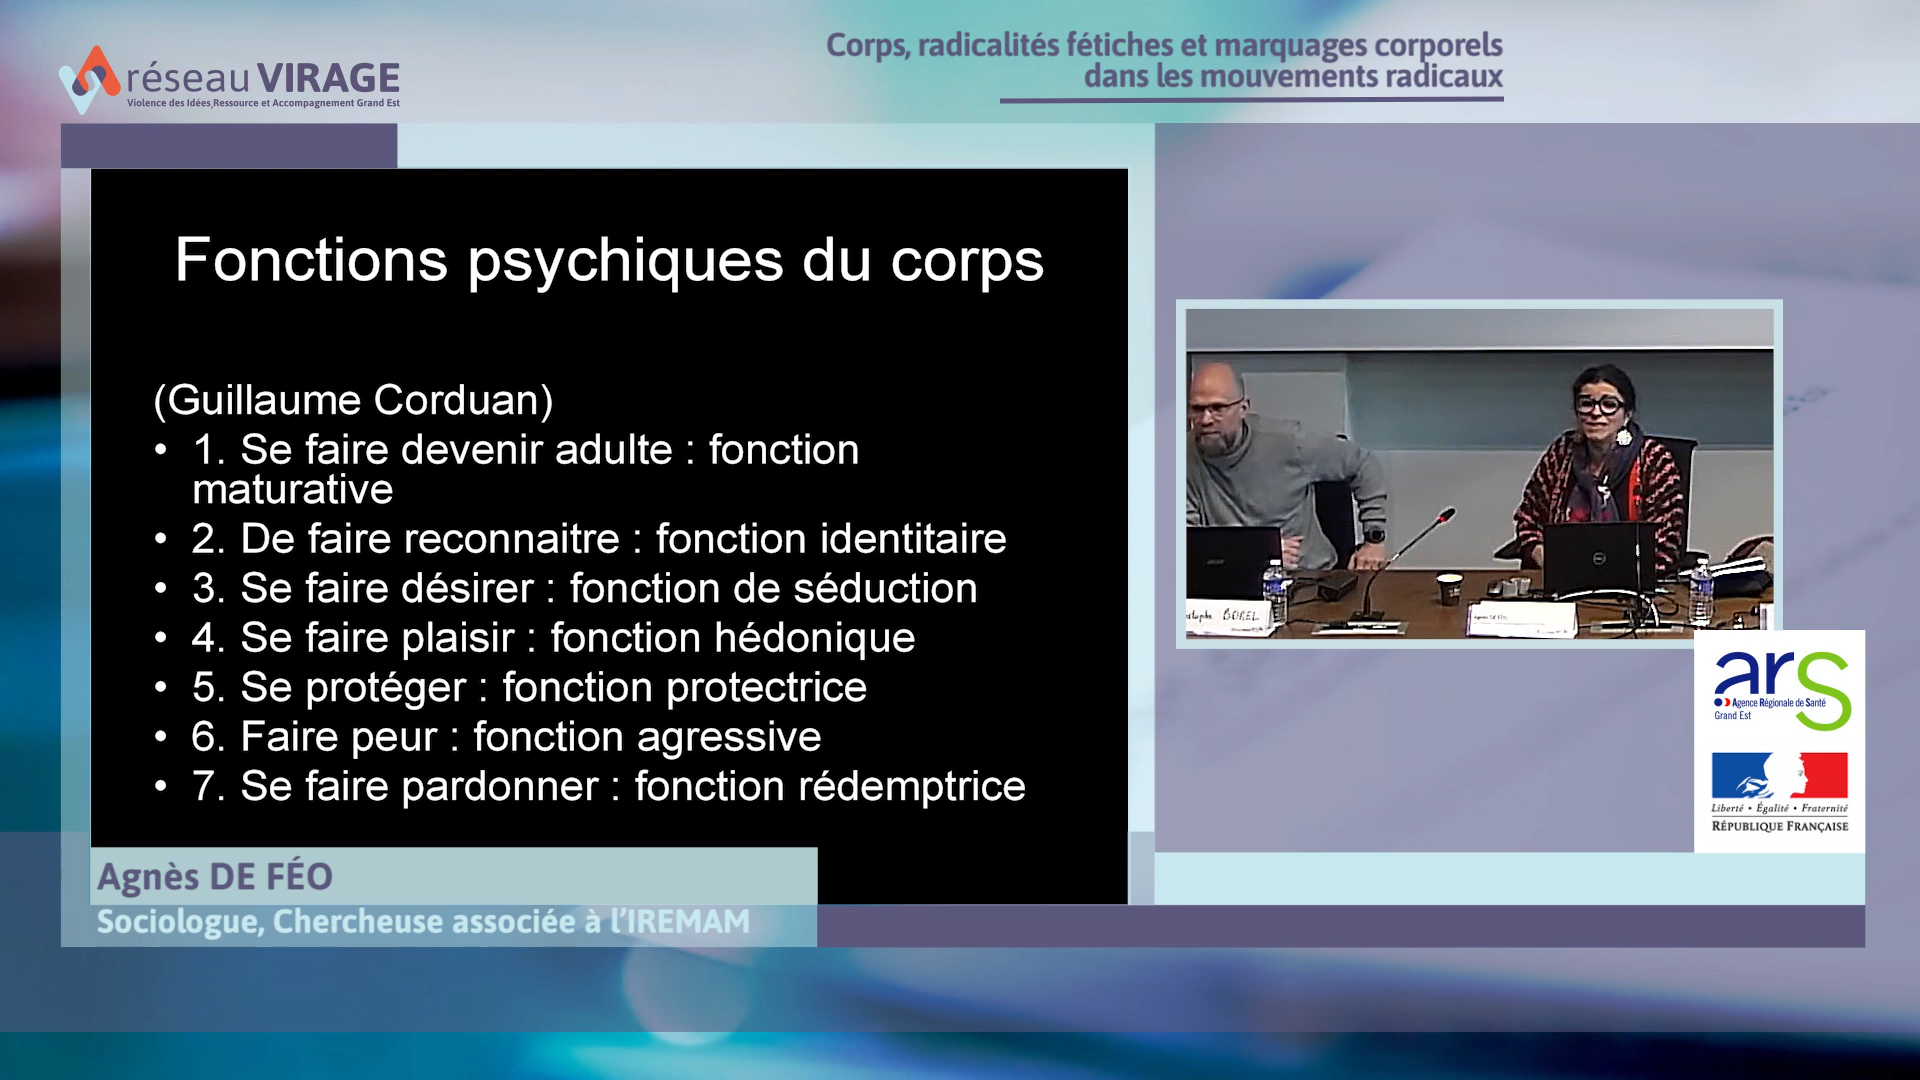 réseau VIRAGE
Violence des Idées,Ressource et Accompagnement Grand Est
Corps, radicalités fétiches et marquages corporels
dans les mouvements radicaux
Fonctions psychiques du corps
(Guillaume Corduan)
• 1. Se faire devenir adulte : fonction
maturative
• 2. De faire reconnaitre : fonction identitaire
• 3. Se faire désirer : fonction de séduction
• 4. Se faire plaisir : fonction hédonique
• 5. Se protéger : fonction protectrice
• 6. Faire peur : fonction agressive
• 7. Se faire pardonner : fonction rédemptrice
BOREL
DELL
ars
Agence Régionale de Santé
Grand Est
Liberté • Égalité • Fraternité
RÉPUBLIQUE FRANÇAISE
Agnès DE FÉO
Sociologue, Chercheuse associée à l'IREMAM